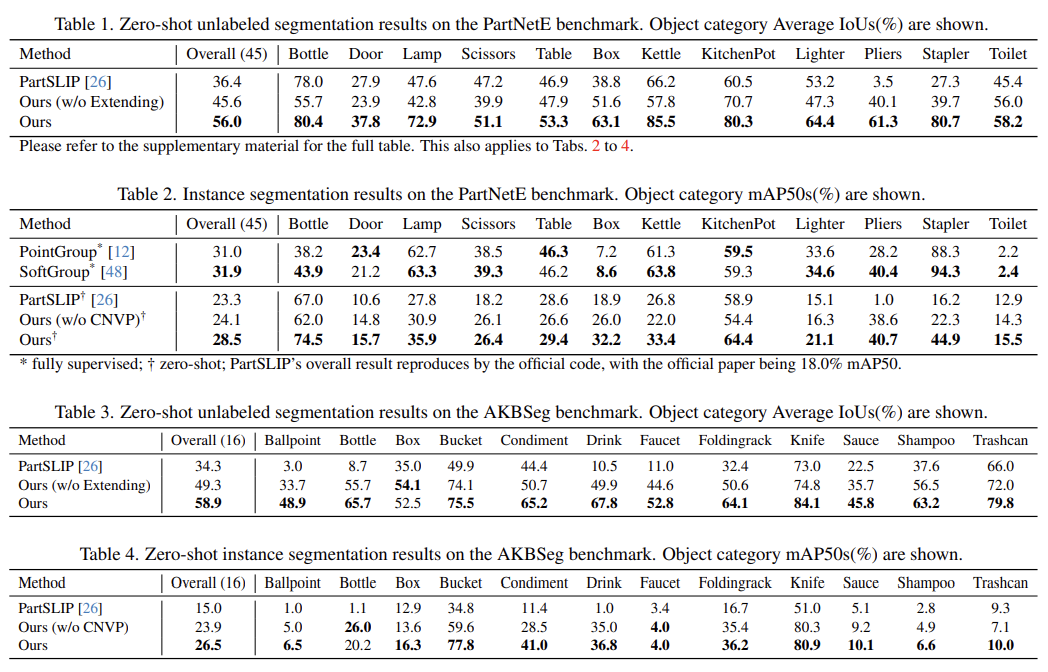 Table 1. Zero-shot unlabeled segmentation results on the PartNetE benchmark. Object category Average IoUs(%) are shown.
Method Overall (45) Bottle Door Lamp Scissors Table Box Kettle KitchenPot Lighter Pliers Stapler Toilet
PartSLIP [26] 36.4 78.0 27.9 47.6 47.2 46.9 38.8 66.2 60.5 53.2 3.5 27.3 45.4
Ours (w/o Extending) 45.6 55.7 23.9 42.8 39.9 47.9 51.6 57.8 70.7 47.3 40.1 39.7 56.0
Ours 56.0 80.4 37.8 72.9 51.1 53.3 63.1 85.5 80.3 64.4 61.3 80.7 58.2
Please refer to the supplementary material for the full table. This also applies to Tabs. 2 to 4.
Table 2. Instance segmentation results on the PartNetE benchmark. Object category mAP50s(%) are shown.
Method Overall (45) Bottle Door Lamp Scissors Table Box Kettle KitchenPot Lighter Pliers Stapler Toilet
PointGroup* [12] 31.0 38.2 23.4 62.7 38.5 46.3 7.2 61.3 59.5 33.6 28.2 88.3 2.2
SoftGroup* [48] 31.9 43.9 21.2 63.3 39.3 46.2 8.6 63.8 59.3 34.6 40.4 94.3 2.4
PartSLIP† [26] 23.3 67.0 10.6 27.8 18.2 28.6 18.9 26.8 58.9 15.1 1.0 16.2 12.9
Ours (w/o CNVP)† 24.1 62.0 14.8 30.9 26.1 26.6 26.0 22.0 54.4 16.3 38.6 22.3 14.3
Ours† 28.5 74.5 15.7 35.9 26.4 29.4 32.2 33.4 64.4 21.1 40.7 44.9 15.5
* fully supervised; † zero-shot; PartSLIP's overall result reproduces by the official code, with the official paper being 18.0% mAP50.
Table 3. Zero-shot unlabeled segmentation results on the AKBSeg benchmark. Object category Average IoUs(%) are shown.
Method Overall (16) Ballpoint Bottle Box Bucket Condiment Drink Faucet Foldingrack Knife Sauce Shampoo Trashcan
PartSLIP [26] 34.3 3.0 8.7 35.0 49.9 44.4 10.5 11.0 32.4 73.0 22.5 37.6 66.0
Ours (w/o Extending) 49.3 33.7 55.7 54.1 74.1 50.7 49.9 44.6 50.6 74.8 35.7 56.5 72.0
Ours 58.9 48.9 65.7 52.5 75.5 65.2 67.8 52.8 64.1 84.1 45.8 63.2 79.8
Table 4. Zero-shot instance segmentation results on the AKBSeg benchmark. Object category mAP50s(%) are shown.
Method Overall (16) Ballpoint Bottle Box Bucket Condiment Drink Faucet Foldingrack Knife Sauce Shampoo Trashcan
PartSLIP [26] 15.0 1.0 1.1 12.9 34.8 11.4 1.0 3.4 16.7 51.0 5.1 2.8 9.3
Ours (w/o CNVP) 23.9 5.0 26.0 13.6 59.6 28.5 35.0 4.0 35.4 80.3 9.2 4.9 7.1
Ours 26.5 6.5 20.2 16.3 77.8 41.0 36.8 4.0 36.2 80.9 10.1 6.6 10.0